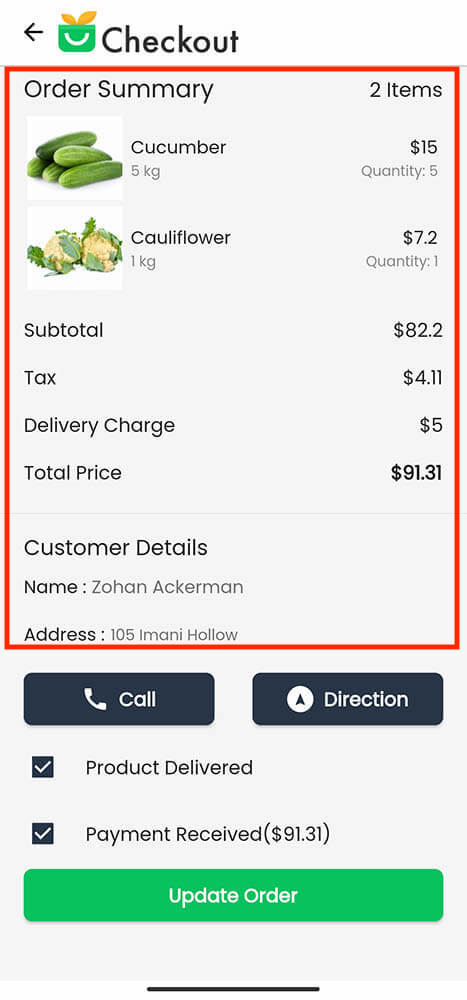 Checkout
Order Summary 2 Items
Cucumber $15
5 kg Quantity: 5
Cauliflower $7.2
1 kg Quantity: 1
Subtotal $82.2
Tax $4.11
Delivery Charge $5
Total Price $91.31
Customer Details
Name : Zohan Ackerman
Address : 105 Imani Hollow
Call Direction
Product Delivered
Payment Received($91.31)
Update Order